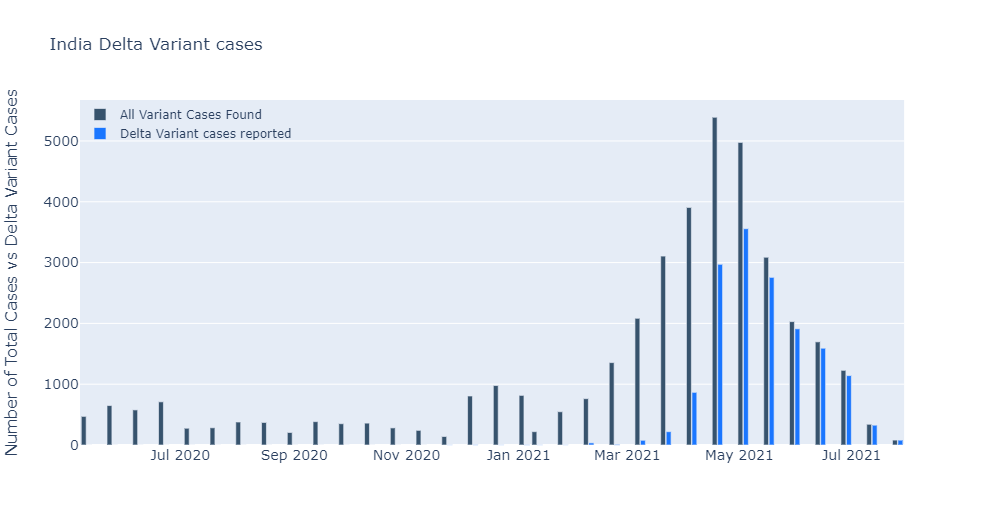 India Delta Variant cases
All Variant Cases Found
Delta Variant cases reported
Number of Total Cases vs Delta Variant Cases
5000
4000
3000
2000
1000
0
Jul 2020 Sep 2020 Nov 2020 Jan 2021 Mar 2021 May 2021 Jul 2021